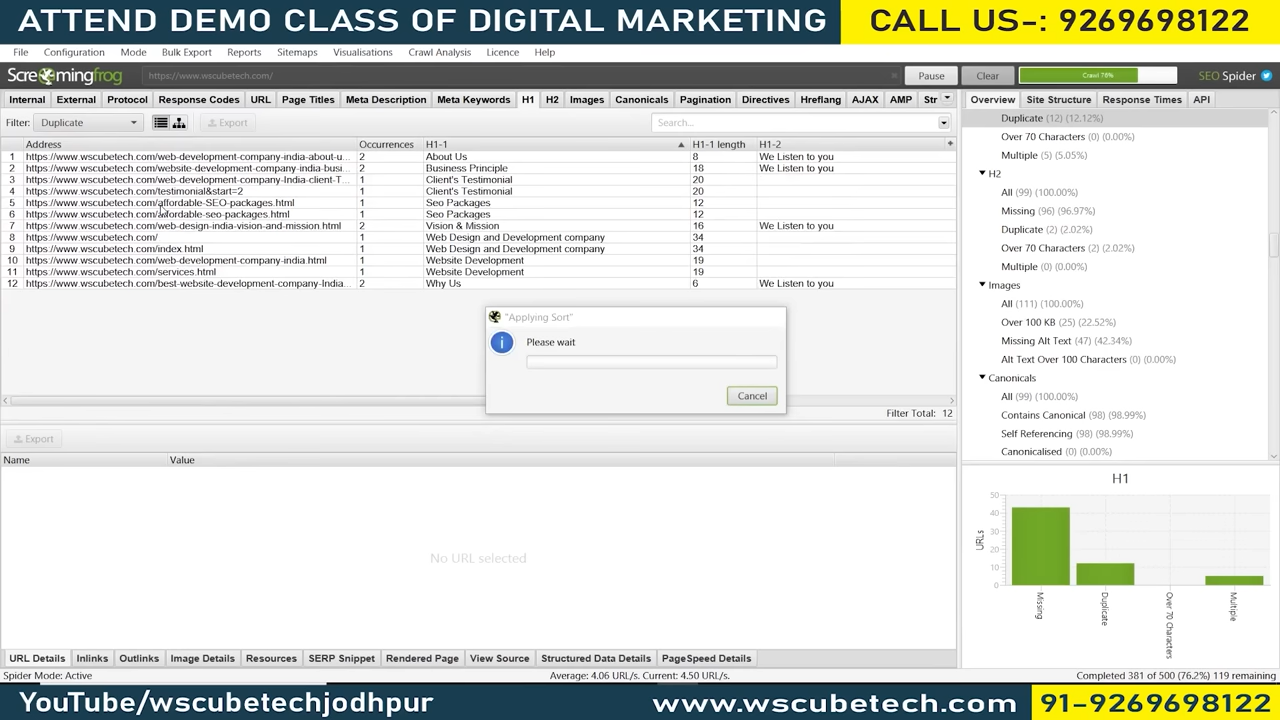 ATTEND DEMO CLASS OF DIGITAL MARKETING
CALL US-: 9269698122
File Configuration Mode Bulk Export Reports Sitemaps Visualisations Crawl Analysis Licence Help
Screamingfrog https://www.wscubetech.com/ Pause Clear Crawl 76% SEO Spider
Internal External Protocol Response Codes URL Page Titles Meta Description Meta Keywords H1 H2 Images Canonicals Pagination Directives Hreflang AJAX AMP Str
Filter: Duplicate Export Search...
Address Occurrences H1-1 H1-1 length H1-2
1 https://www.wscubetech.com/web-development-company-india-about-u... 2 About Us 8 We Listen to you
2 https://www.wscubetech.com/website-development-company-india-busi... 2 Business Principle 18 We Listen to you
3 https://www.wscubetech.com/web-development-company-India-client-T... 1 Client's Testimonial 20
4 https://www.wscubetech.com/testimonial&start=2 1 Client's Testimonial 20
5 https://www.wscubetech.com/affordable-SEO-packages.html 1 Seo Packages 12
6 https://www.wscubetech.com/affordable-seo-packages.html 1 Seo Packages 12
7 https://www.wscubetech.com/web-design-india-vision-and-mission.html 2 Vision & Mission 16 We Listen to you
8 https://www.wscubetech.com/ 1 Web Design and Development company 34
9 https://www.wscubetech.com/index.html 1 Web Design and Development company 34
10 https://www.wscubetech.com/web-development-company-india.html 1 Website Development 19
11 https://www.wscubetech.com/services.html 1 Website Development 19
12 https://www.wscubetech.com/best-website-development-company-India... 2 Why Us 6 We Listen to you
"Applying Sort"
Please wait
Cancel
Filter Total: 12
Export
Name Value
No URL selected
URL Details Inlinks Outlinks Image Details Resources SERP Snippet Rendered Page View Source Structured Data Details PageSpeed Details
Overview Site Structure Response Times API
Duplicate (12) (12.12%)
Over 70 Characters (0) (0.00%)
Multiple (5) (5.05%)
H2
All (99) (100.00%)
Missing (96) (96.97%)
Duplicate (2) (2.02%)
Over 70 Characters (2) (2.02%)
Multiple (0) (0.00%)
Images
All (111) (100.00%)
Over 100 KB (25) (22.52%)
Missing Alt Text (47) (42.34%)
Alt Text Over 100 Characters (0) (0.00%)
Canonicals
All (99) (100.00%)
Contains Canonical (98) (98.99%)
Self Referencing (98) (98.99%)
Canonicalised (0) (0.00%)
H1
URLs
50
40
30
20
10
0
Missing
Duplicate
Over 70 Characters
Multiple
Spider Mode: Active Average: 4.06 URL/s. Current: 4.50 URL/s. Completed 381 of 500 (76.2%) 119 remaining
YouTube/wscubetechjodhpur
www.wscubetech.com
91-9269698122